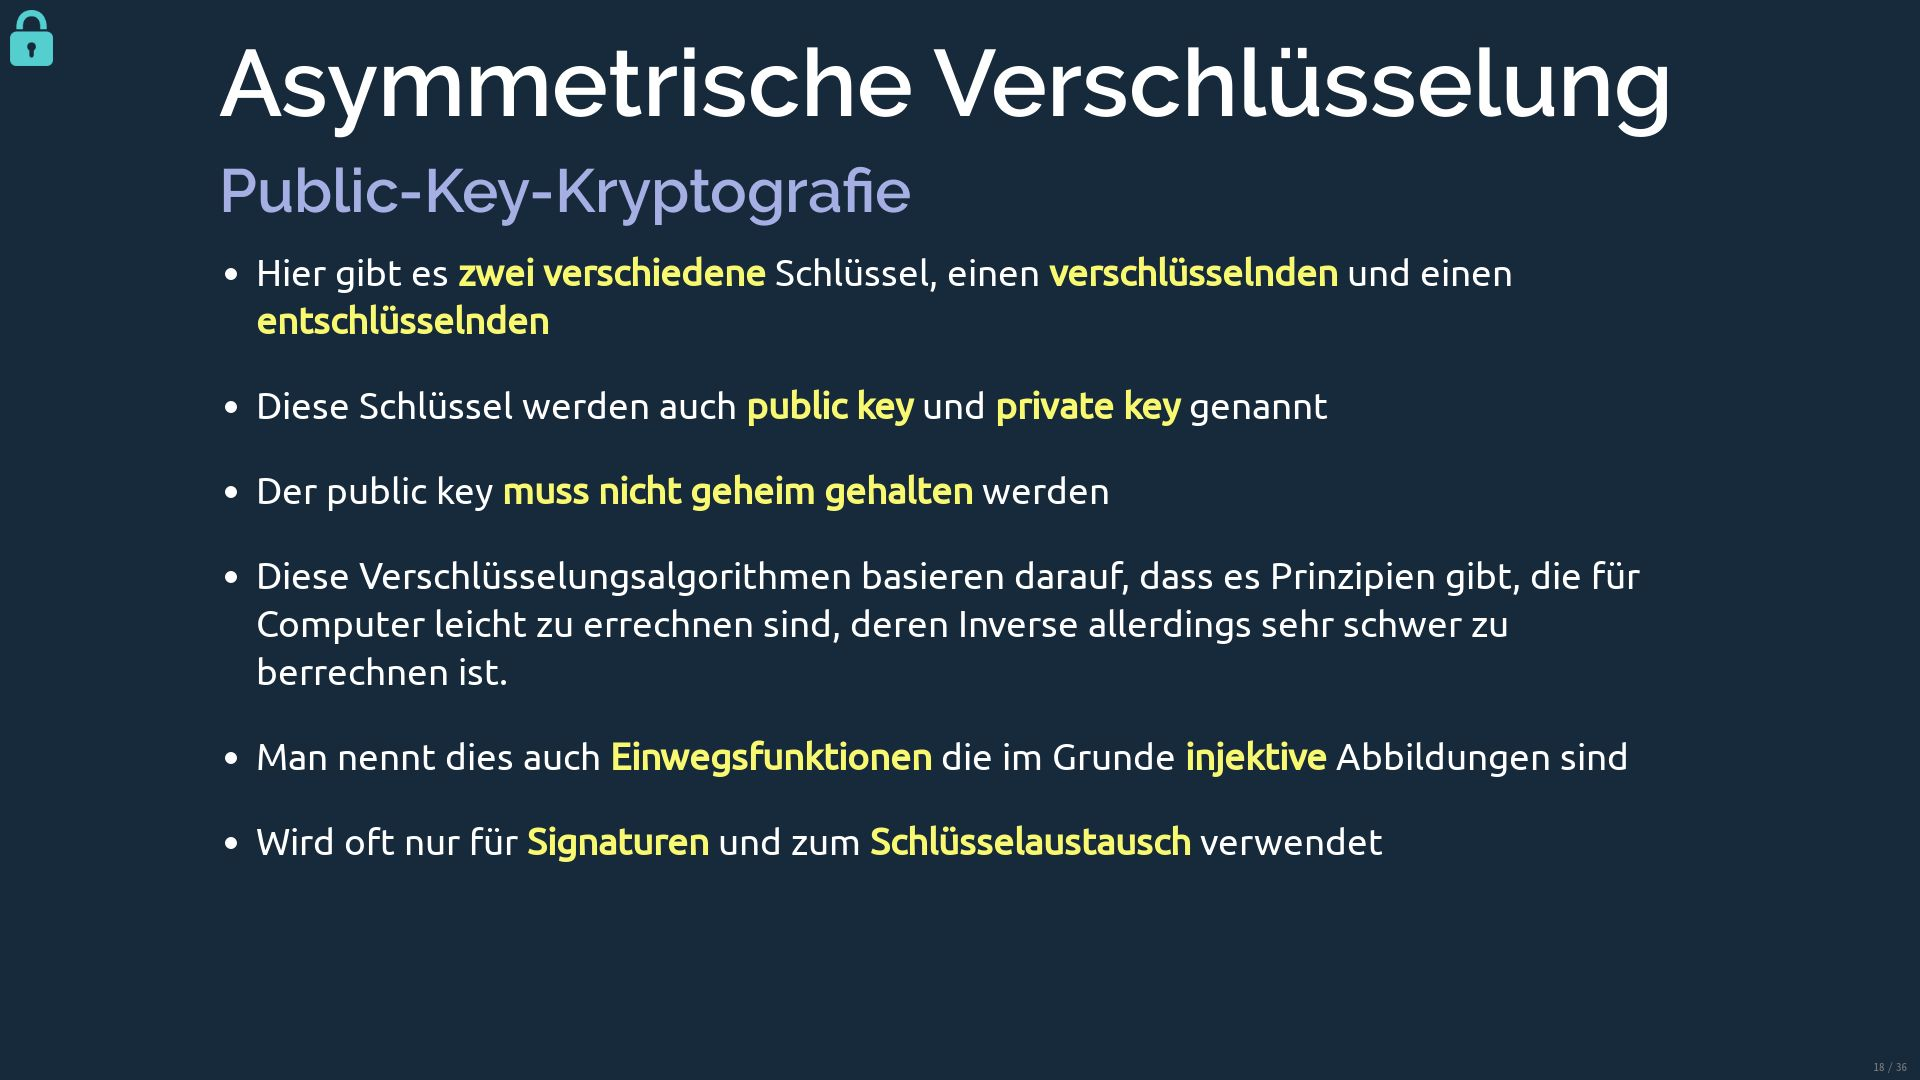 Asymmetrische Verschlüsselung
Public-Key-Kryptografie
• Hier gibt es zwei verschiedene Schlüssel, einen verschlüsselnden und einen
entschlüsselnden
• Diese Schlüssel werden auch public key und private key genannt
• Der public key muss nicht geheim gehalten werden
• Diese Verschlüsselungsalgorithmen basieren darauf, dass es Prinzipien gibt, die für
Computer leicht zu errechnen sind, deren Inverse allerdings sehr schwer zu
berrechnen ist.
• Man nennt dies auch Einwegsfunktionen die im Grunde injektive Abbildungen sind
• Wird oft nur für Signaturen und zum Schlüsselaustausch verwendet
18 / 36